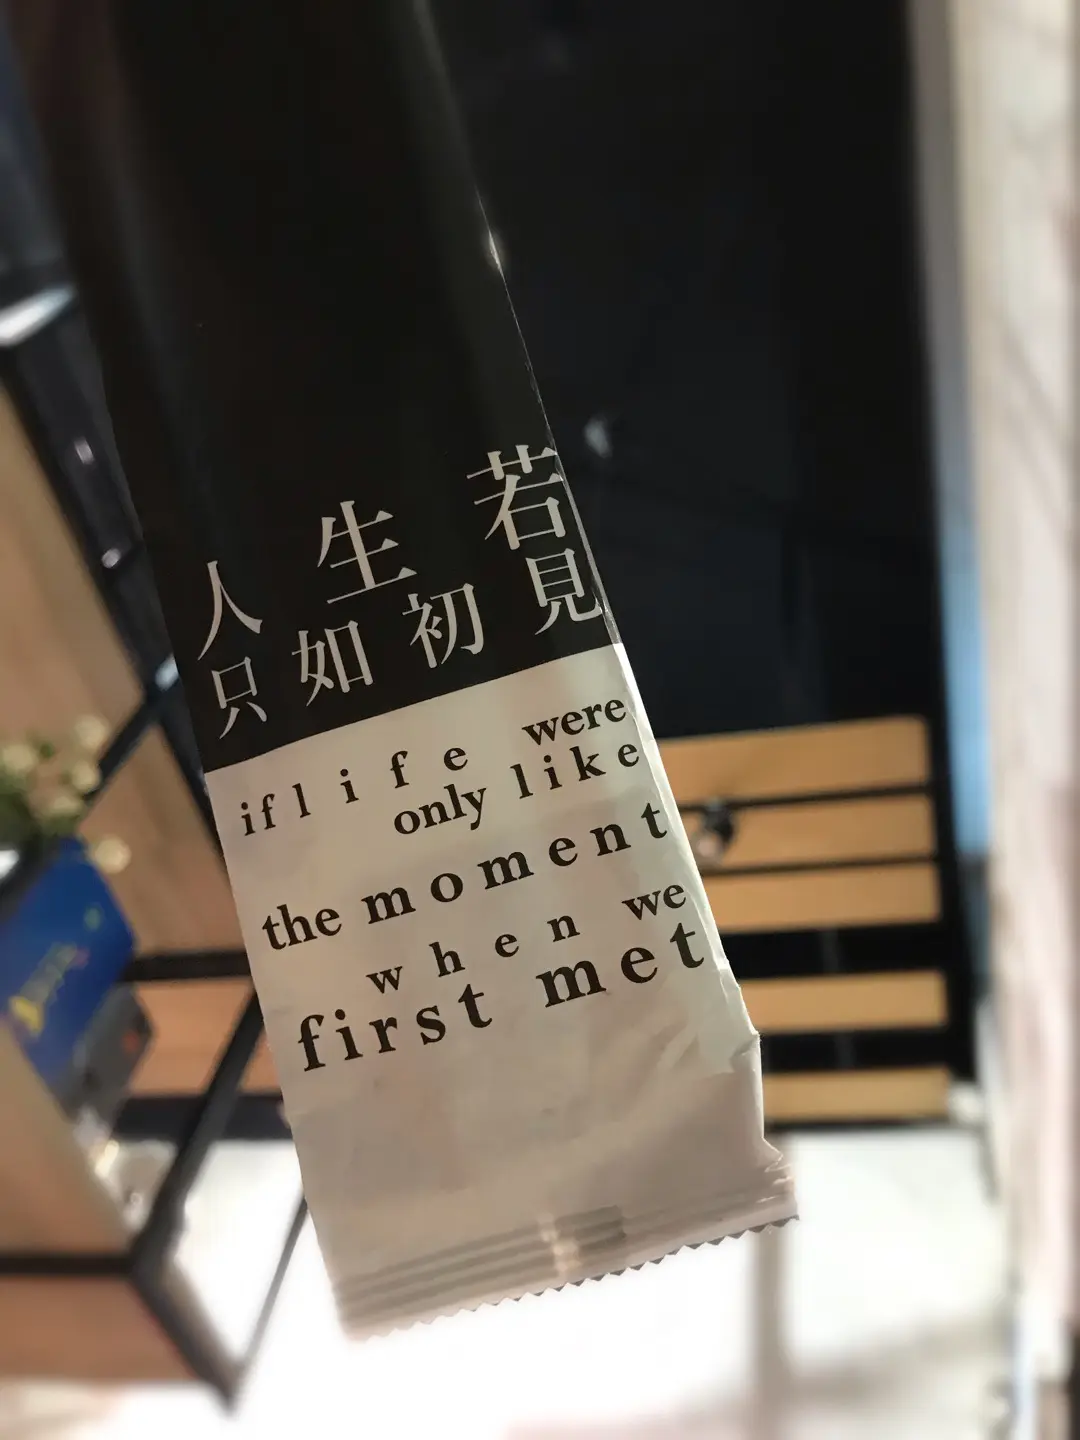 人生若
只如初見
if life were
only like
the moment
when we
first met